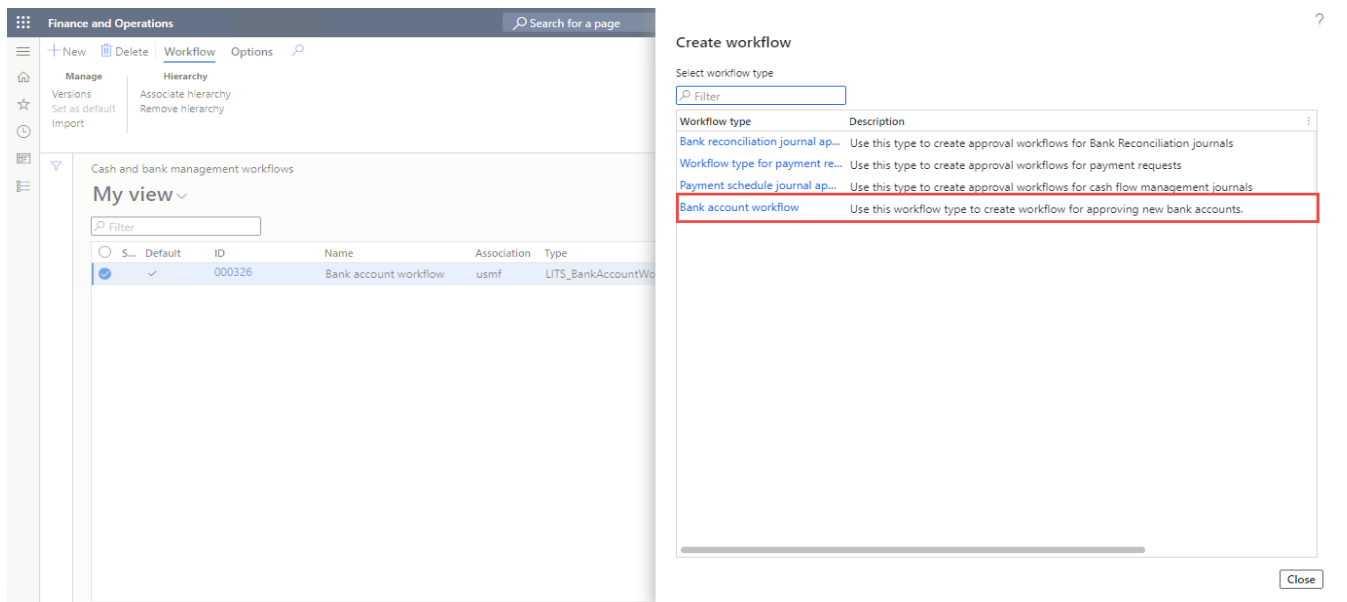 Finance and Operations
Search for a page
New Delete Workflow Options
Manage Hierarchy
Versions Associate hierarchy
Set as default Remove hierarchy
Import
Cash and bank management workflows
My view
Filter
S... Default ID Name Association Type
000326 Bank account workflow usmf LITS_BankAccountWo
?
Create workflow
Select workflow type
Filter
Workflow type Description
Bank reconciliation journal ap... Use this type to create approval workflows for Bank Reconciliation journals
Workflow type for payment re... Use this type to create approval workflows for payment requests
Payment schedule journal ap... Use this type to create approval workflows for cash flow management journals
Bank account workflow Use this workflow type to create workflow for approving new bank accounts.
Close